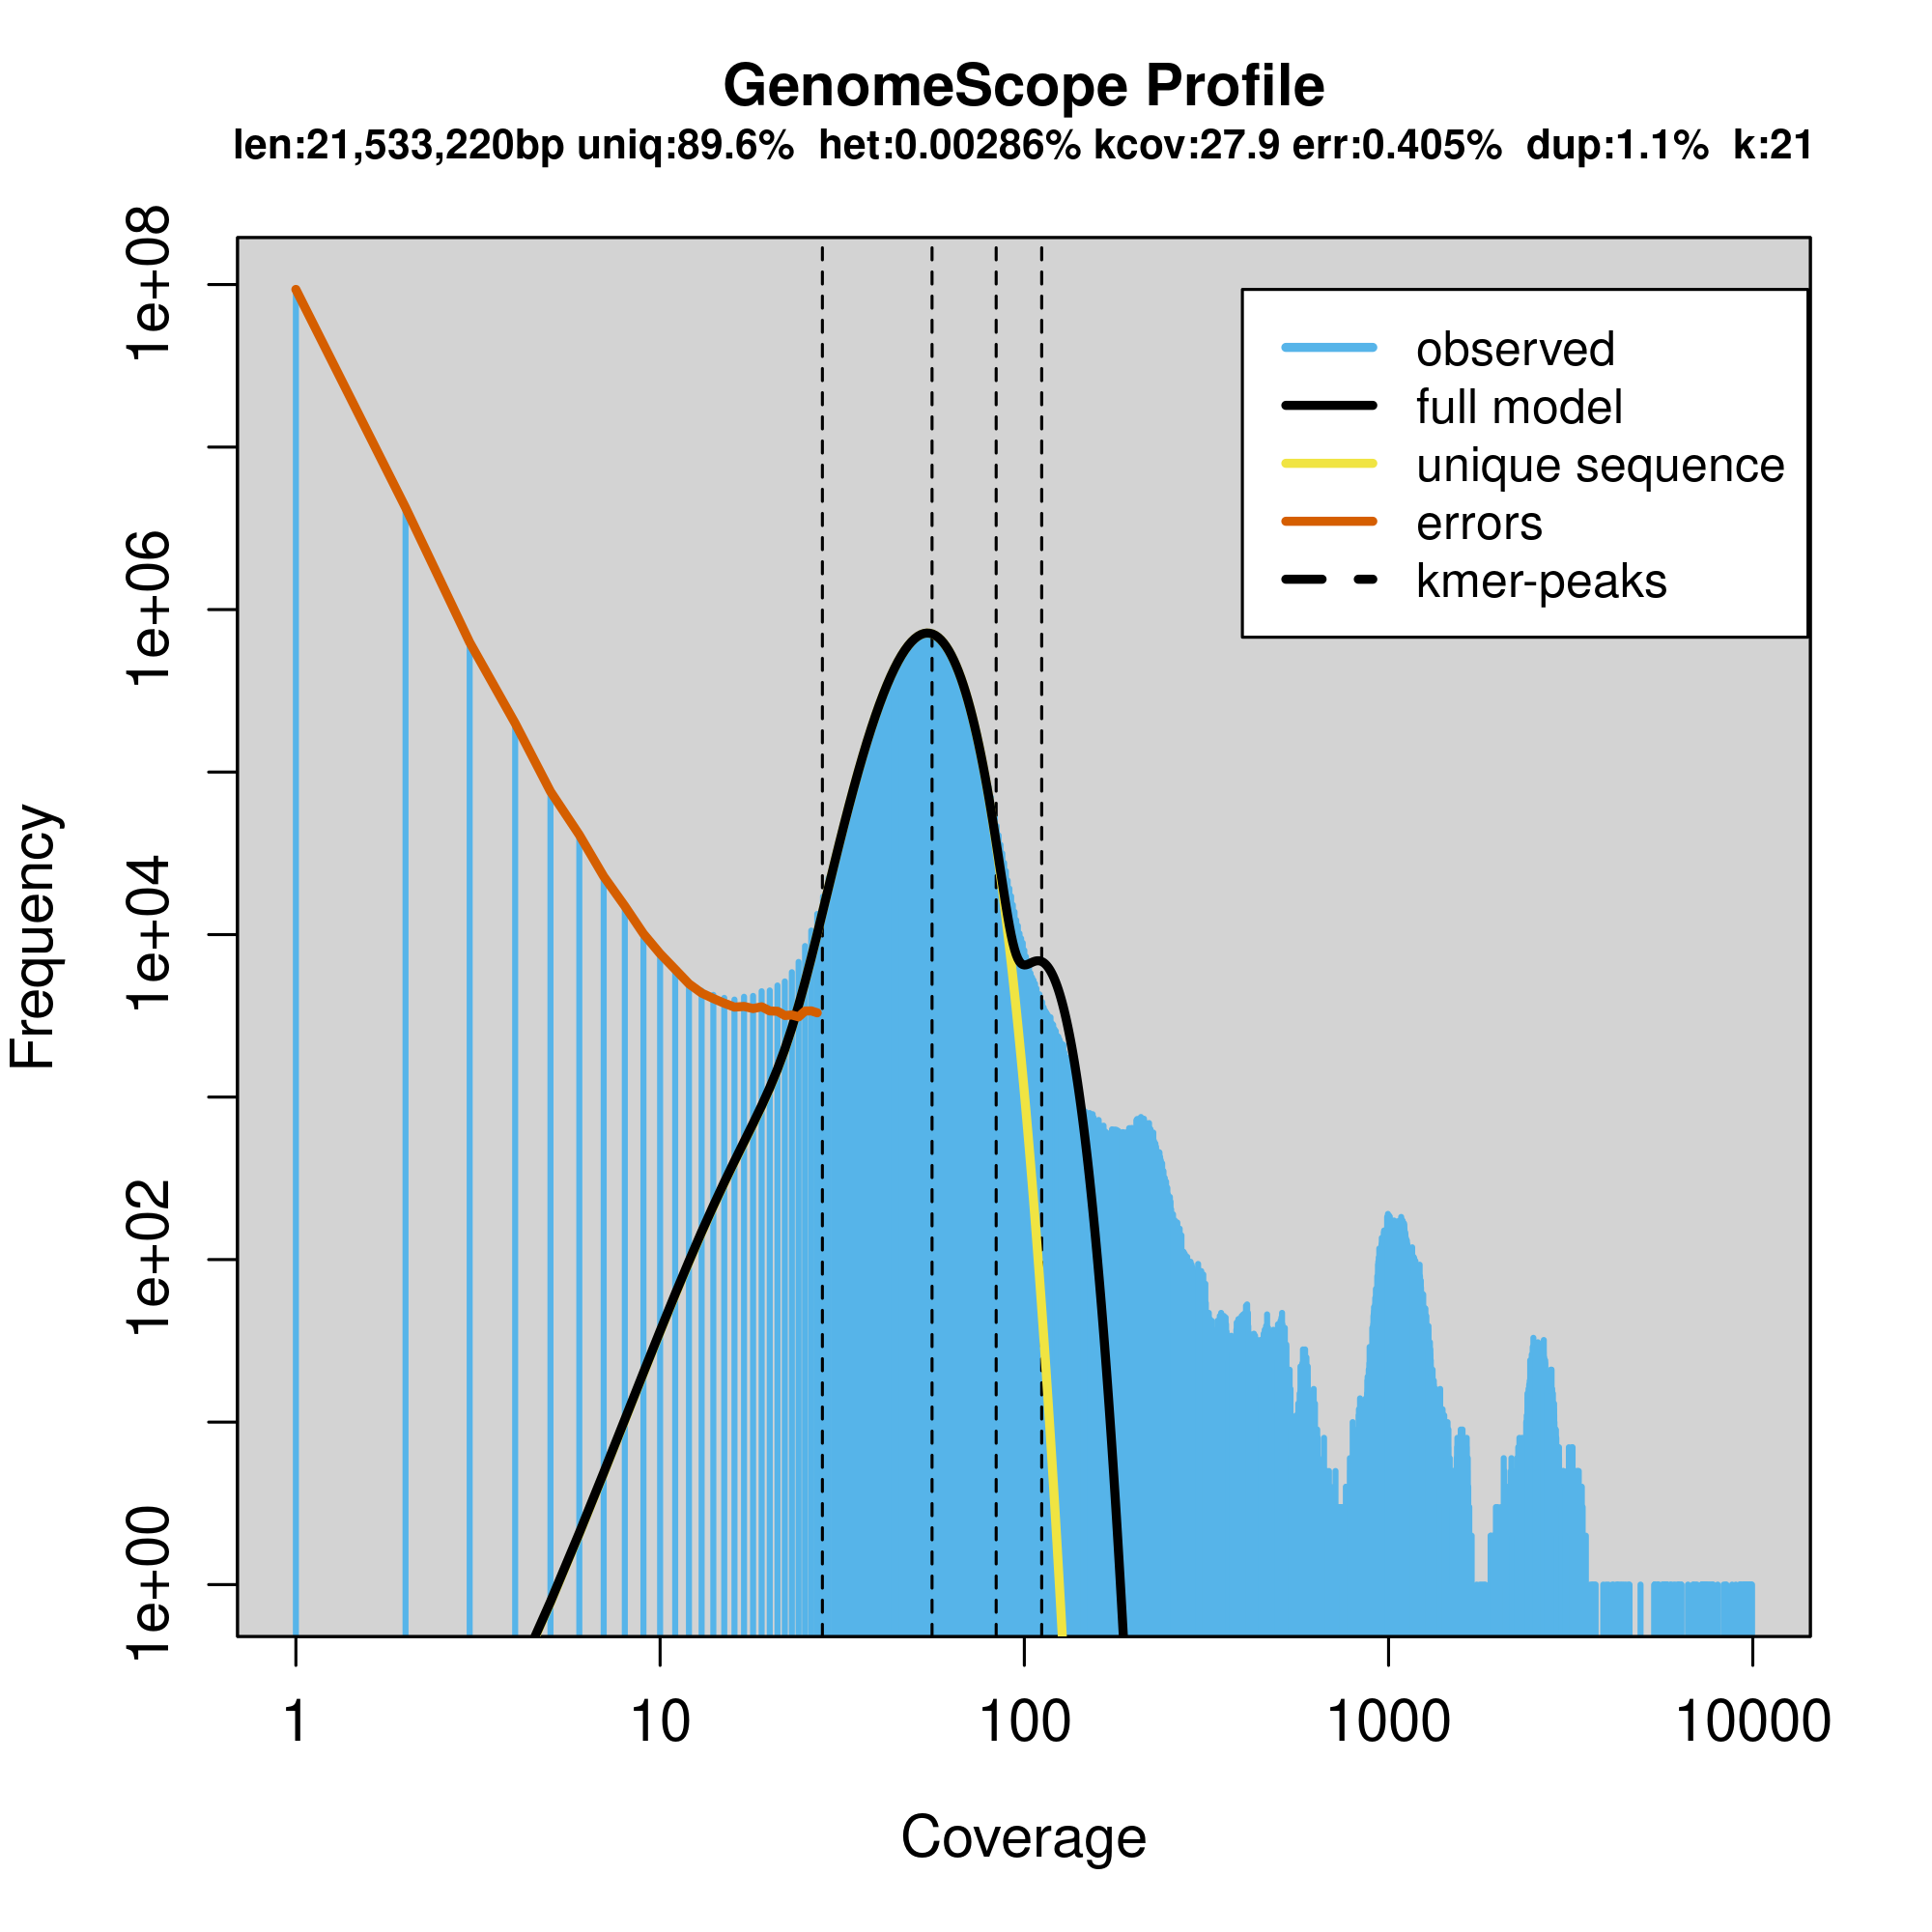 GenomeScope Profile
len:21,533,220bp uniq:89.6% het:0.00286% kcov:27.9 err:0.405% dup:1.1% k:21
1e+08
1e+06
1e+04
1e+02
1e+00
Frequency
observed
full model
unique sequence
errors
kmer-peaks
1 10 100 1000 10000
Coverage